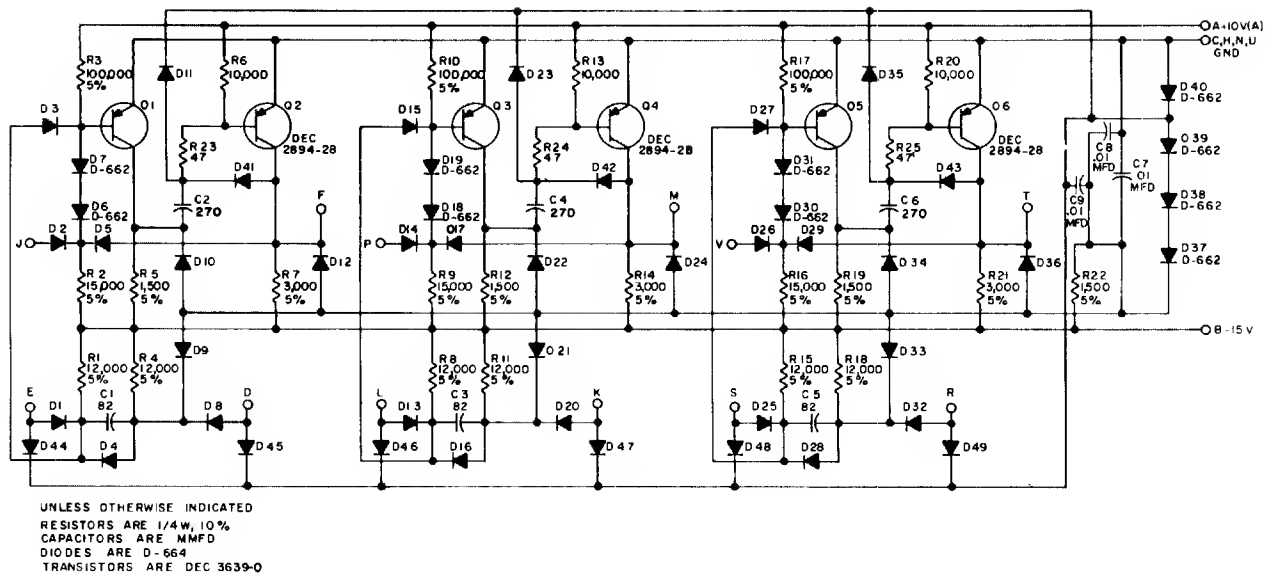 A+10V(A)
C,H,N,U
GND
R3
100,000
5%
D11
R6
10,000
R10
100,000
5%
D23
R13
10,000
R17
100,000
5%
D35
R20
10,000
D40
D-662
D3
Q1
Q2
D15
Q3
Q4
D27
Q5
Q6
DEC
2894-2B
DEC
2894-2B
DEC
2894-2B
R23
47
R24
47
R25
47
C8
.01
MFD
C7
.01
MFD
D39
D-662
D7
D-662
D41
D19
D-662
D42
D31
D-662
D43
C9
.01
MFD
D38
D-662
D6
D-662
C2
270
F
D18
D-662
C4
270
M
D30
D-662
C6
270
T
J
D2
D5
P
D14
D17
V
D26
D29
D37
D-662
R2
15,000
5%
R5
1,500
5%
D10
R7
3,000
5%
D12
R9
15,000
5%
R12
1,500
5%
D22
R14
3,000
5%
D24
R16
15,000
5%
R19
1,500
5%
D34
R21
3,000
5%
D36
R22
1,500
5%
B-15V
R1
12,000
5%
R4
12,000
5%
D9
R8
12,000
5%
R11
12,000
5%
D21
R15
12,000
5%
R18
12,000
5%
D33
E
D1
C1
82
D8
D
L
D13
C3
82
D20
K
S
D25
C5
82
D32
R
D44
D4
D45
D46
D16
D47
D48
D28
D49
UNLESS OTHERWISE INDICATED
RESISTORS ARE 1/4W, 10%
CAPACITORS ARE MMFD
DIODES ARE D-664
TRANSISTORS ARE DEC 3639-0